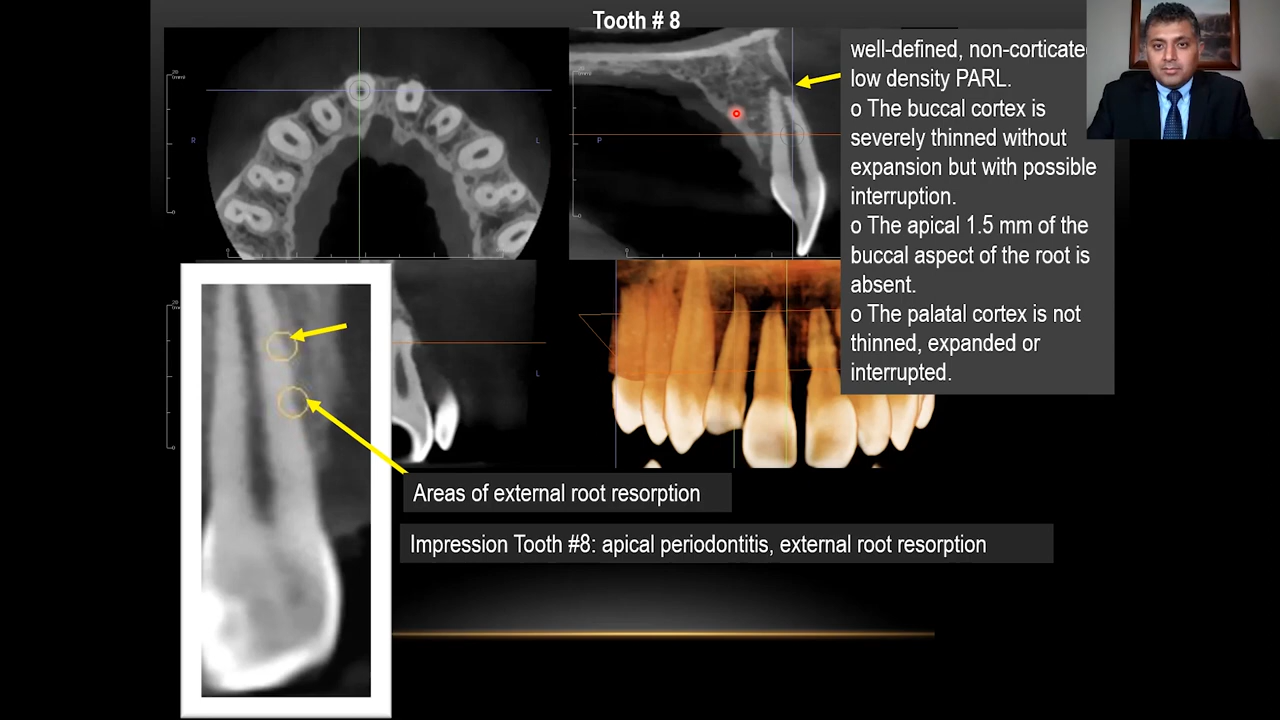 Tooth # 8
well-defined, non-corticated
low density PARL.
o The buccal cortex is
severely thinned without
expansion but with possible
interruption.
o The apical 1.5 mm of the
buccal aspect of the root is
absent.
o The palatal cortex is not
thinned, expanded or
interrupted.
R
L
P
L
Areas of external root resorption
Impression Tooth #8: apical periodontitis, external root resorption